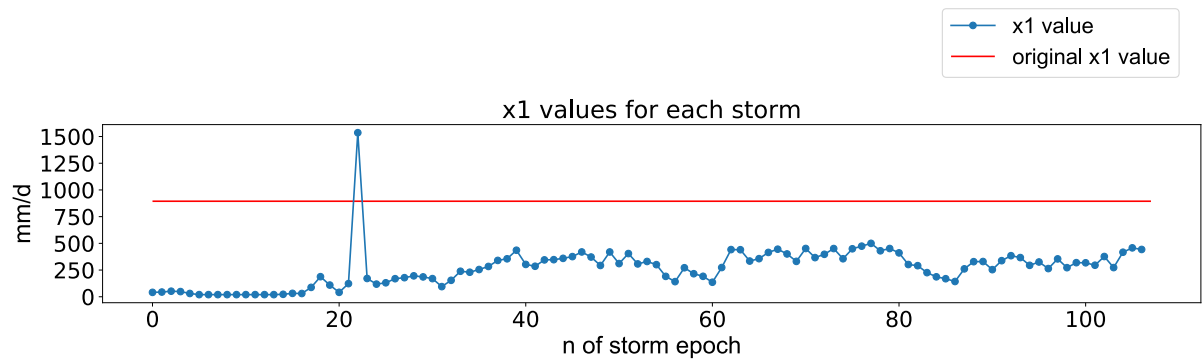 x1 value
original x1 value
x1 values for each storm
1500
1250
1000
750
500
250
0
mm/d
0 20 40 60 80 100
n of storm epoch